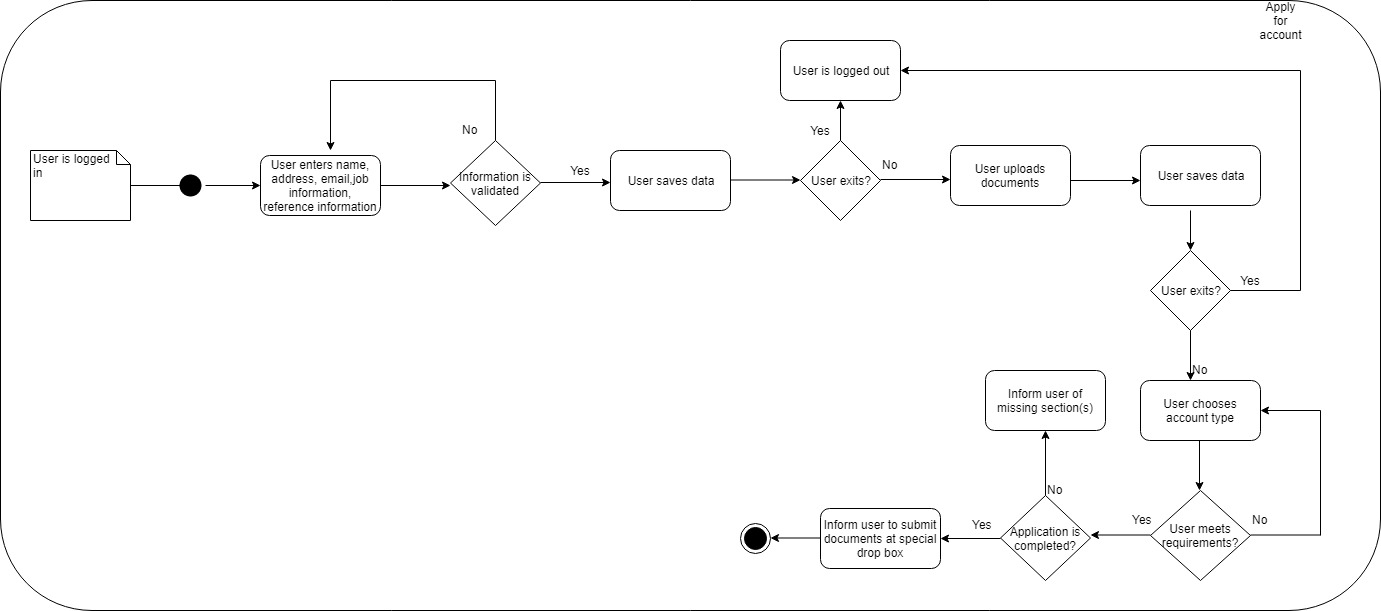 Apply
for
account
User is logged
in
User enters name,
address, email,job
information,
reference information
No
Information is
validated
Yes
User saves data
User is logged out
Yes
User exits?
No
User uploads
documents
User saves data
User exits?
Yes
No
User chooses
account type
User meets
requirements?
No
Yes
Application is
completed?
No
Inform user of
missing section(s)
Yes
Inform user to submit
documents at special
drop box